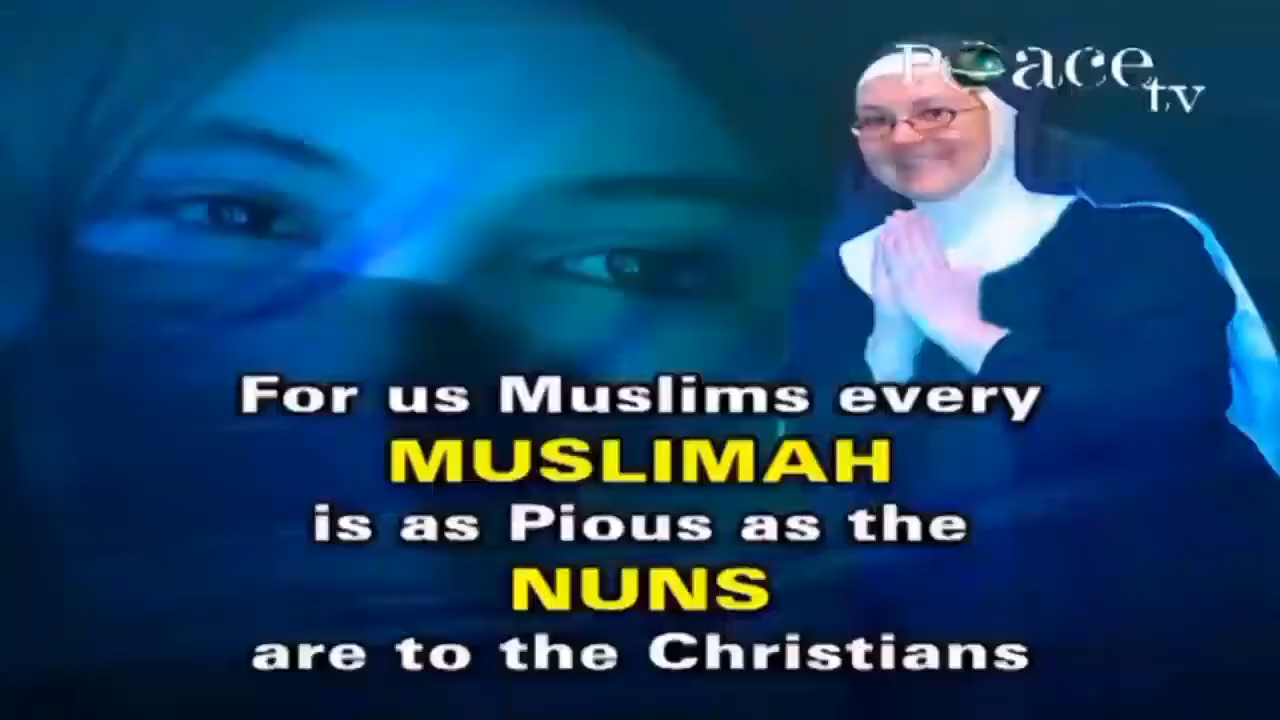 Peace
tv
For us Muslims every
MUSLIMAH
is as Pious as the
NUNS
are to the Christians